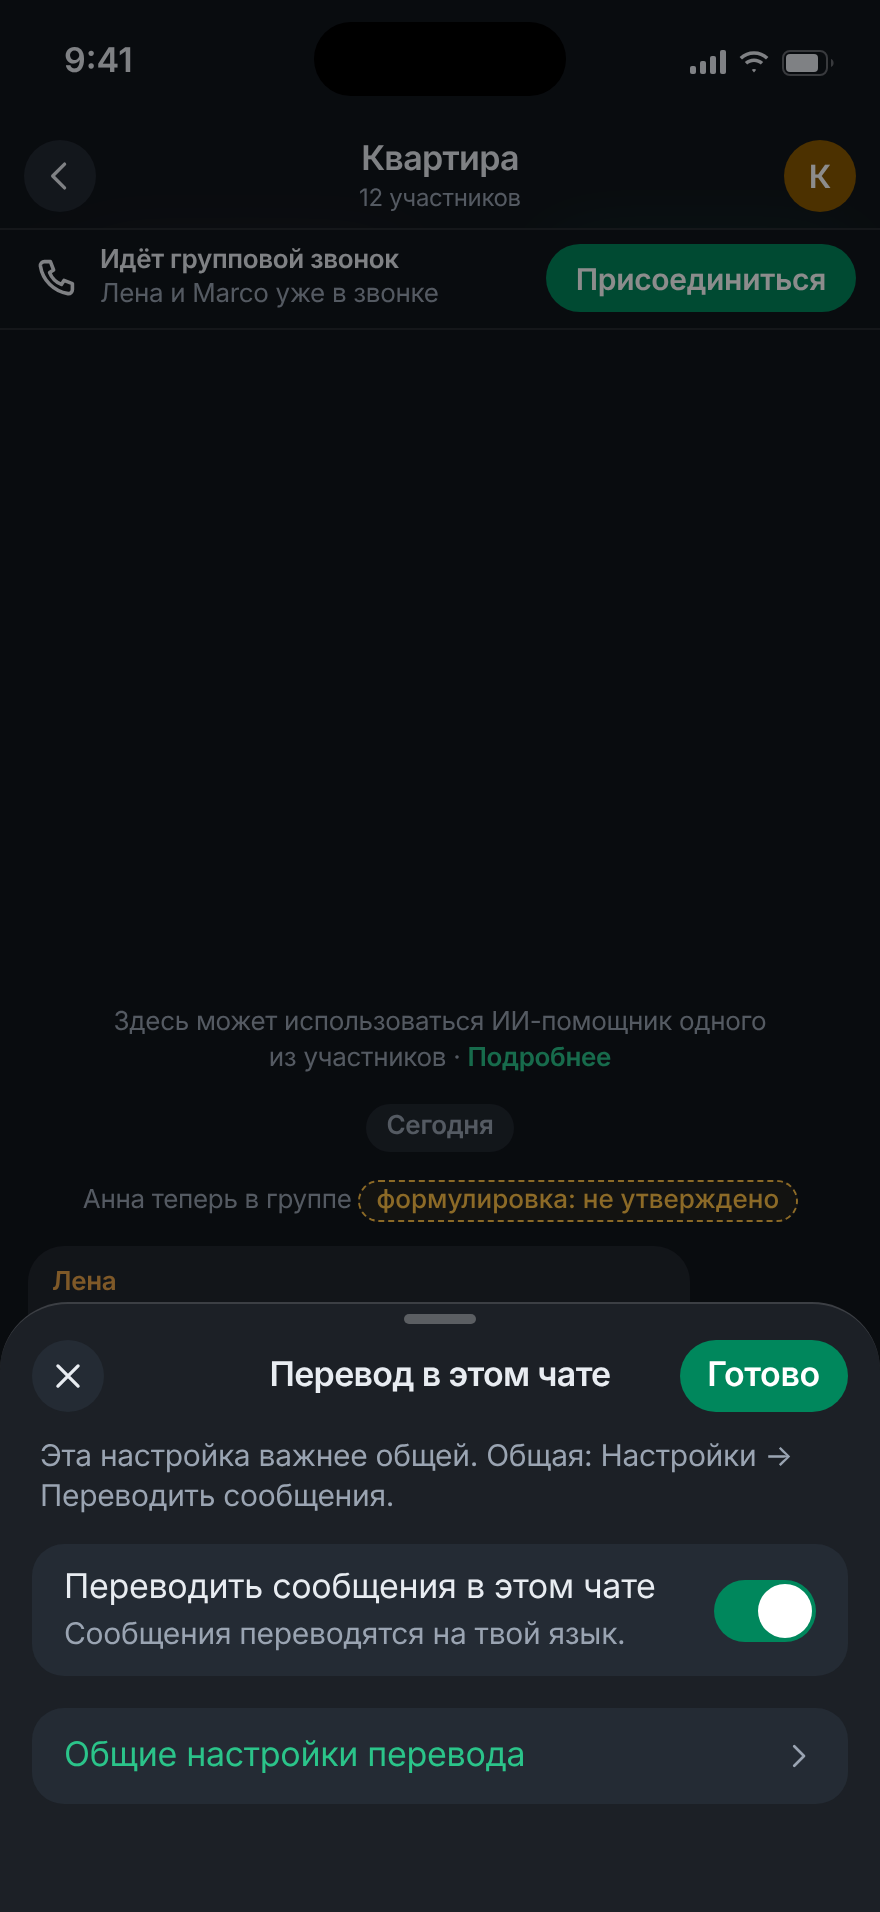 9:41
Квартира
12 участников
К
Идёт групповой звонок
Лена и Marco уже в звонке
Присоединиться
Здесь может использоваться ИИ-помощник одного
из участников · Подробнее
Сегодня
Анна теперь в группе формулировка: не утверждено
Лена
Перевод в этом чате
Готово
Эта настройка важнее общей. Общая: Настройки →
Переводить сообщения.
Переводить сообщения в этом чате
Сообщения переводятся на твой язык.
Общие настройки перевода